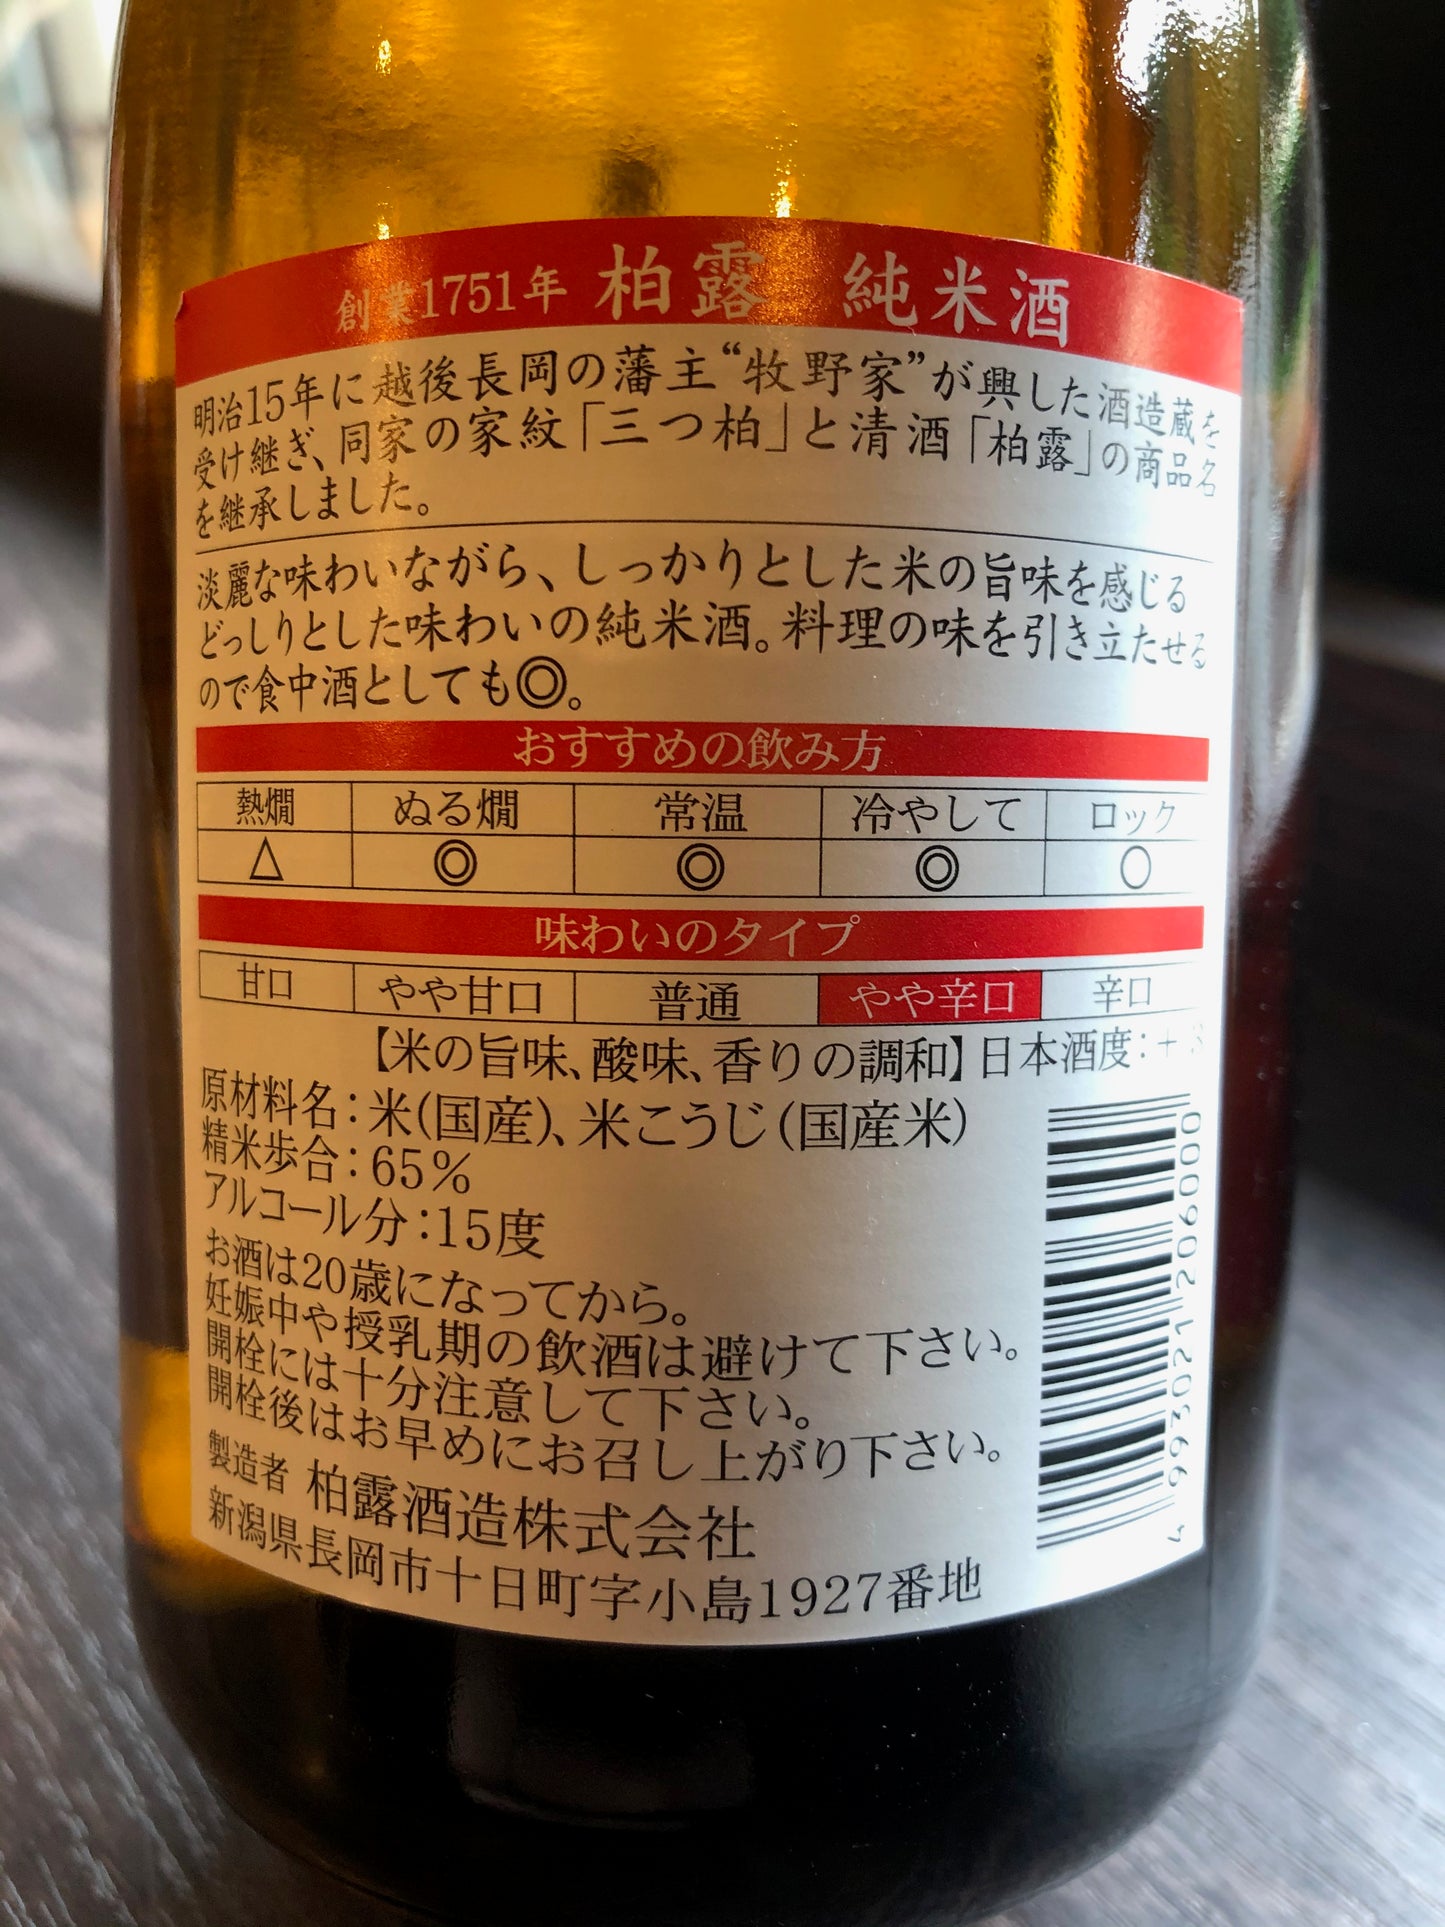 創業1751年 柏露 純米酒
明治15年に越後長岡の藩主“牧野家”が興した酒造蔵を
受け継ぎ、同家の家紋「三つ柏」と清酒「柏露」の商品名
を継承しました。
淡麗な味わいながら、しっかりとした米の旨味を感じる
どっしりとした味わいの純米酒。料理の味を引き立たせる
ので食中酒としても◎。
おすすめの飲み方
熱燗 ぬる燗 常温 冷やして ロック
△ ◎ ◎ ◎ ○
味わいのタイプ
甘口 やや甘口 普通 やや辛口 辛口
【米の旨味、酸味、香りの調和】日本酒度：＋
原材料名：米(国産)、米こうじ(国産米)
精米歩合：65%
アルコール分：15度
お酒は20歳になってから。
妊娠中や授乳期の飲酒は避けて下さい。
開栓には十分注意して下さい。
開栓後はお早めにお召し上がり下さい。
製造者 柏露酒造株式会社
新潟県長岡市十日町字小島1927番地
4993021206000